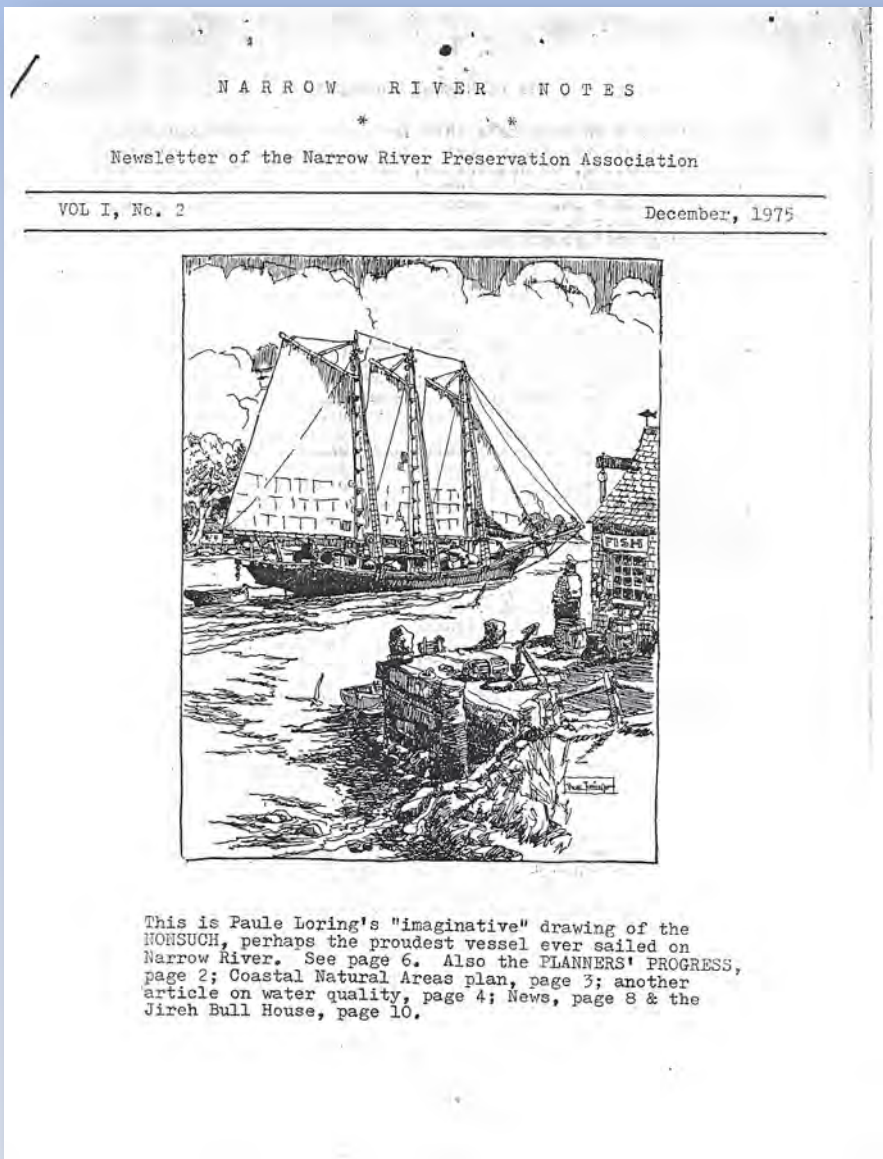 NARROW RIVER NOTES
* *
Newsletter of the Narrow River Preservation Association
VOL I, No. 2
December, 1975
FISH
This is Paule Loring's "imaginative" drawing of the
NONSUCH, perhaps the proudest vessel ever sailed on
Narrow River. See page 6. Also the PLANNERS' PROGRESS,
page 2; Coastal Natural Areas plan, page 3; another
article on water quality, page 4; News, page 8 & the
Jireh Bull House, page 10.